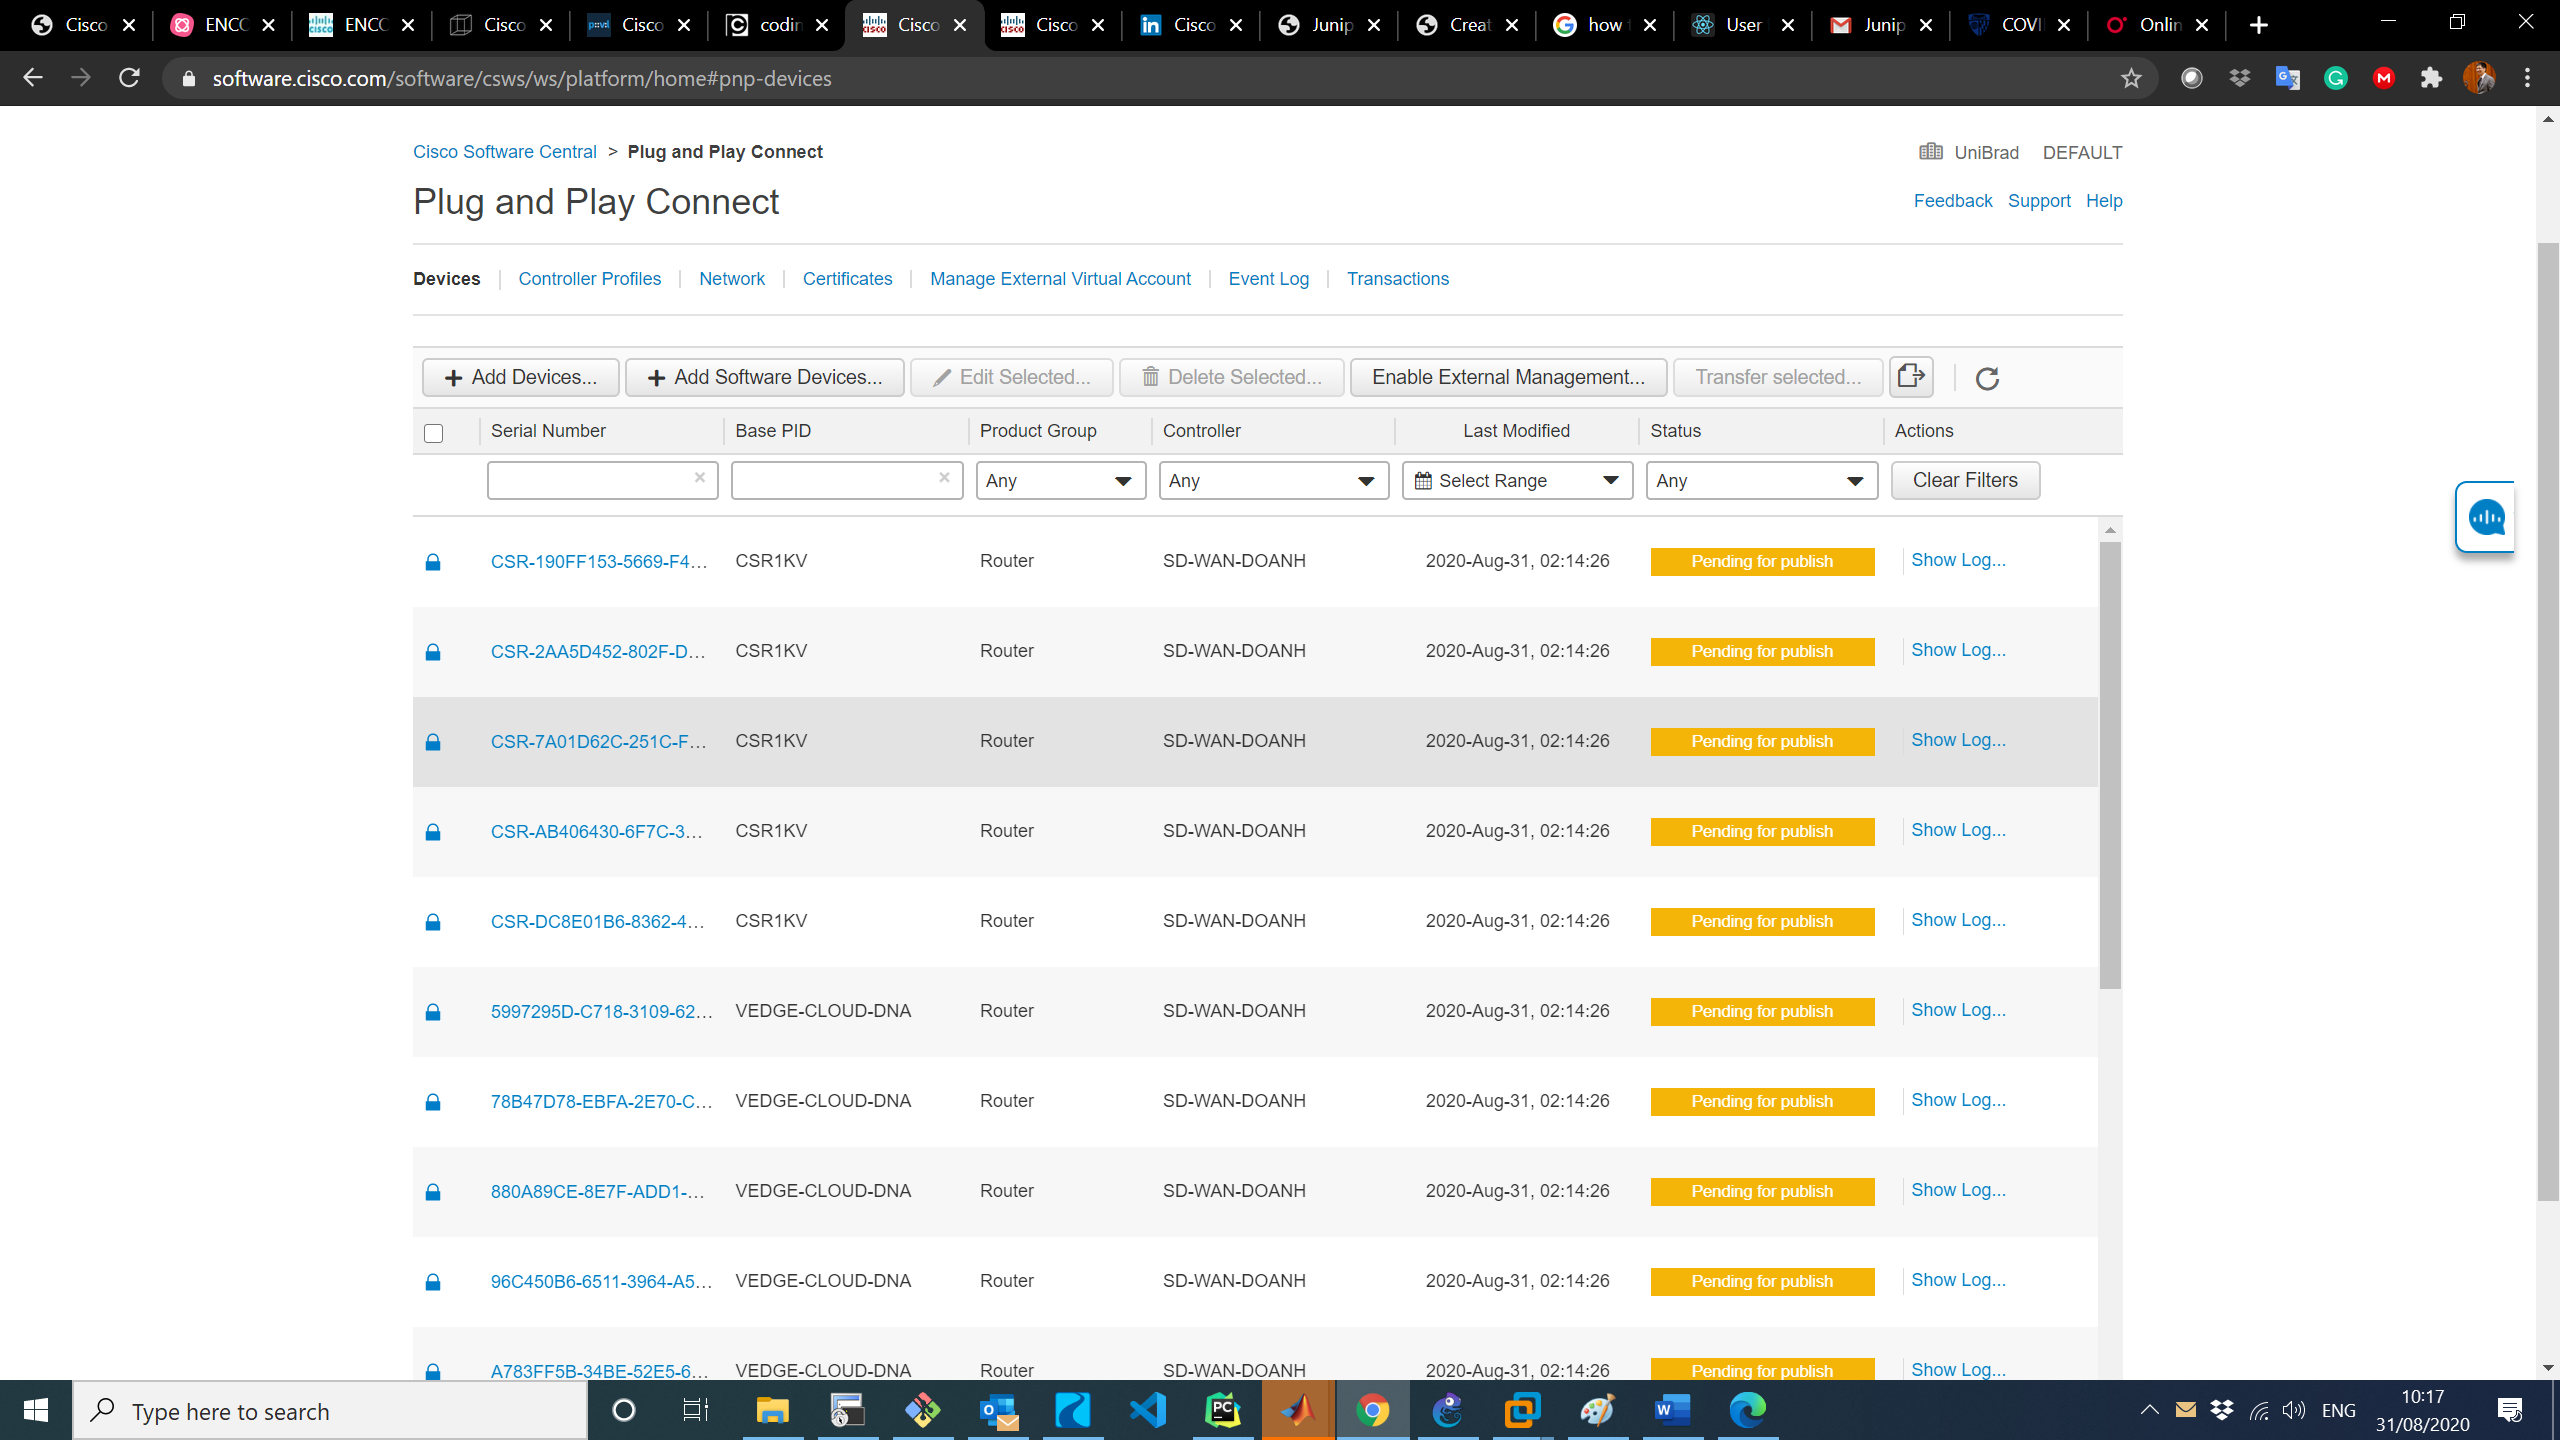 Cisco ENCC ENCC Cisco Cisco codin Cisco Cisco Cisco Junip Creat how User Junip COVI Onlin
software.cisco.com/software/csws/ws/platform/home#pnp-devices
Cisco Software Central > Plug and Play Connect UniBrad DEFAULT
Plug and Play Connect Feedback Support Help
Devices Controller Profiles Network Certificates Manage External Virtual Account Event Log Transactions
+ Add Devices... + Add Software Devices... Edit Selected... Delete Selected... Enable External Management... Transfer selected...
Serial Number Base PID Product Group Controller Last Modified Status Actions
Any Any Select Range Any Clear Filters
CSR-190FF153-5669-F4... CSR1KV Router SD-WAN-DOANH 2020-Aug-31, 02:14:26 Pending for publish Show Log...
CSR-2AA5D452-802F-D... CSR1KV Router SD-WAN-DOANH 2020-Aug-31, 02:14:26 Pending for publish Show Log...
CSR-7A01D62C-251C-F... CSR1KV Router SD-WAN-DOANH 2020-Aug-31, 02:14:26 Pending for publish Show Log...
CSR-AB406430-6F7C-3... CSR1KV Router SD-WAN-DOANH 2020-Aug-31, 02:14:26 Pending for publish Show Log...
CSR-DC8E01B6-8362-4... CSR1KV Router SD-WAN-DOANH 2020-Aug-31, 02:14:26 Pending for publish Show Log...
5997295D-C718-3109-62... VEDGE-CLOUD-DNA Router SD-WAN-DOANH 2020-Aug-31, 02:14:26 Pending for publish Show Log...
78B47D78-EBFA-2E70-C... VEDGE-CLOUD-DNA Router SD-WAN-DOANH 2020-Aug-31, 02:14:26 Pending for publish Show Log...
880A89CE-8E7F-ADD1-... VEDGE-CLOUD-DNA Router SD-WAN-DOANH 2020-Aug-31, 02:14:26 Pending for publish Show Log...
96C450B6-6511-3964-A5... VEDGE-CLOUD-DNA Router SD-WAN-DOANH 2020-Aug-31, 02:14:26 Pending for publish Show Log...
A783FF5B-34BE-52E5-6... VEDGE-CLOUD-DNA Router SD-WAN-DOANH 2020-Aug-31, 02:14:26 Pending for publish Show Log...
Type here to search ENG 10:17
31/08/2020